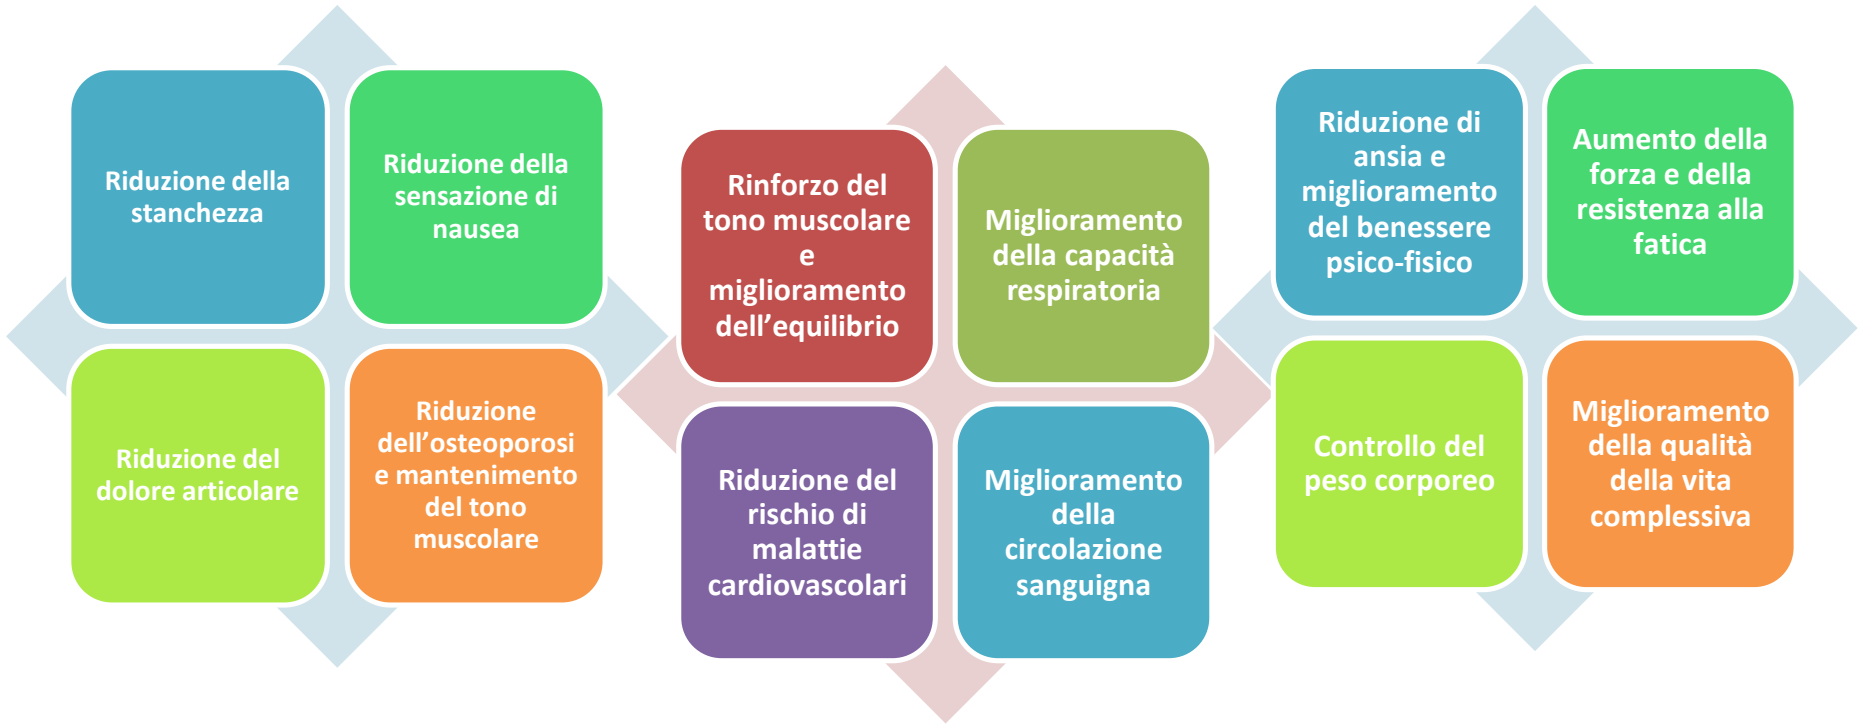 Riduzione della
stanchezza
Riduzione della
sensazione di
nausea
Riduzione del
dolore articolare
Riduzione
dell’osteoporosi
e mantenimento
del tono
muscolare
Rinforzo del
tono muscolare
e
miglioramento
dell’equilibrio
Miglioramento
della capacità
respiratoria
Riduzione del
rischio di
malattie
cardiovascolari
Miglioramento
della
circolazione
sanguigna
Riduzione di
ansia e
miglioramento
del benessere
psico-fisico
Aumento della
forza e della
resistenza alla
fatica
Controllo del
peso corporeo
Miglioramento
della qualità
della vita
complessiva